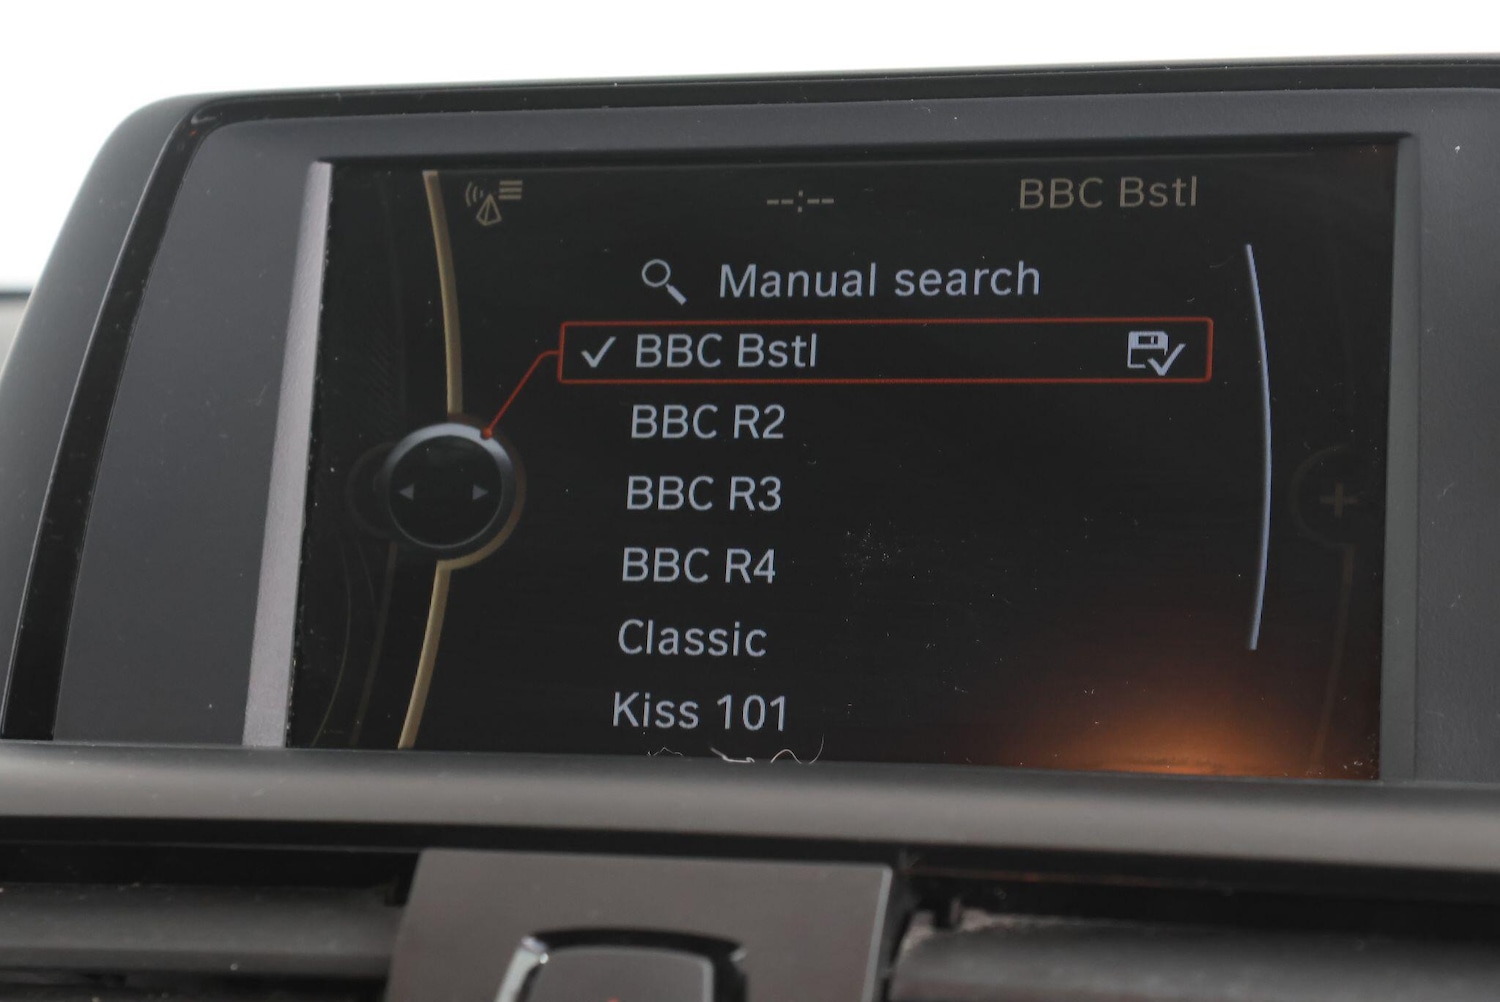 --:-- BBC Bstl
Manual search
BBC Bstl
BBC R2
BBC R3
BBC R4
Classic
Kiss 101